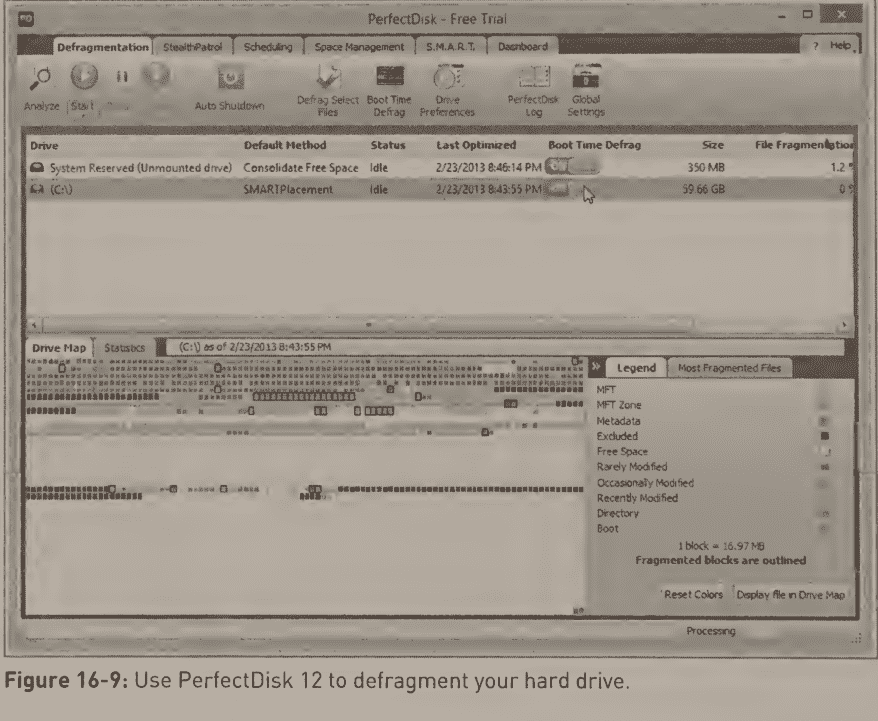 PerfectDisk - Free Trial
Defragmentation StealthPatrol Scheduling Space Management S.M.A.R.T. Dashboard ? Help
Analyze Start Auto Shutdown Defrag Select Files Boot Time Defrag Drive Preferences PerfectDisk Log Global Settings
Drive Default Method Status Last Optimized Boot Time Defrag Size File Fragmentation
System Reserved (Unmounted drive) Consolidate Free Space Idle 2/23/2013 8:46:14 PM 350 MB 1.2 %
(C:\) SMARTPlacement Idle 2/23/2013 8:43:55 PM 59.66 GB 0 %
Drive Map Statistics (C:\) as of 2/23/2013 8:43:55 PM
Legend Most Fragmented Files
MFT
MFT Zone
Metadata
Excluded
Free Space
Rarely Modified
Occasionally Modified
Recently Modified
Directory
Boot
1 block = 16.97 MB
Fragmented blocks are outlined
Reset Colors Display file in Drive Map
Processing
Figure 16-9: Use PerfectDisk 12 to defragment your hard drive.